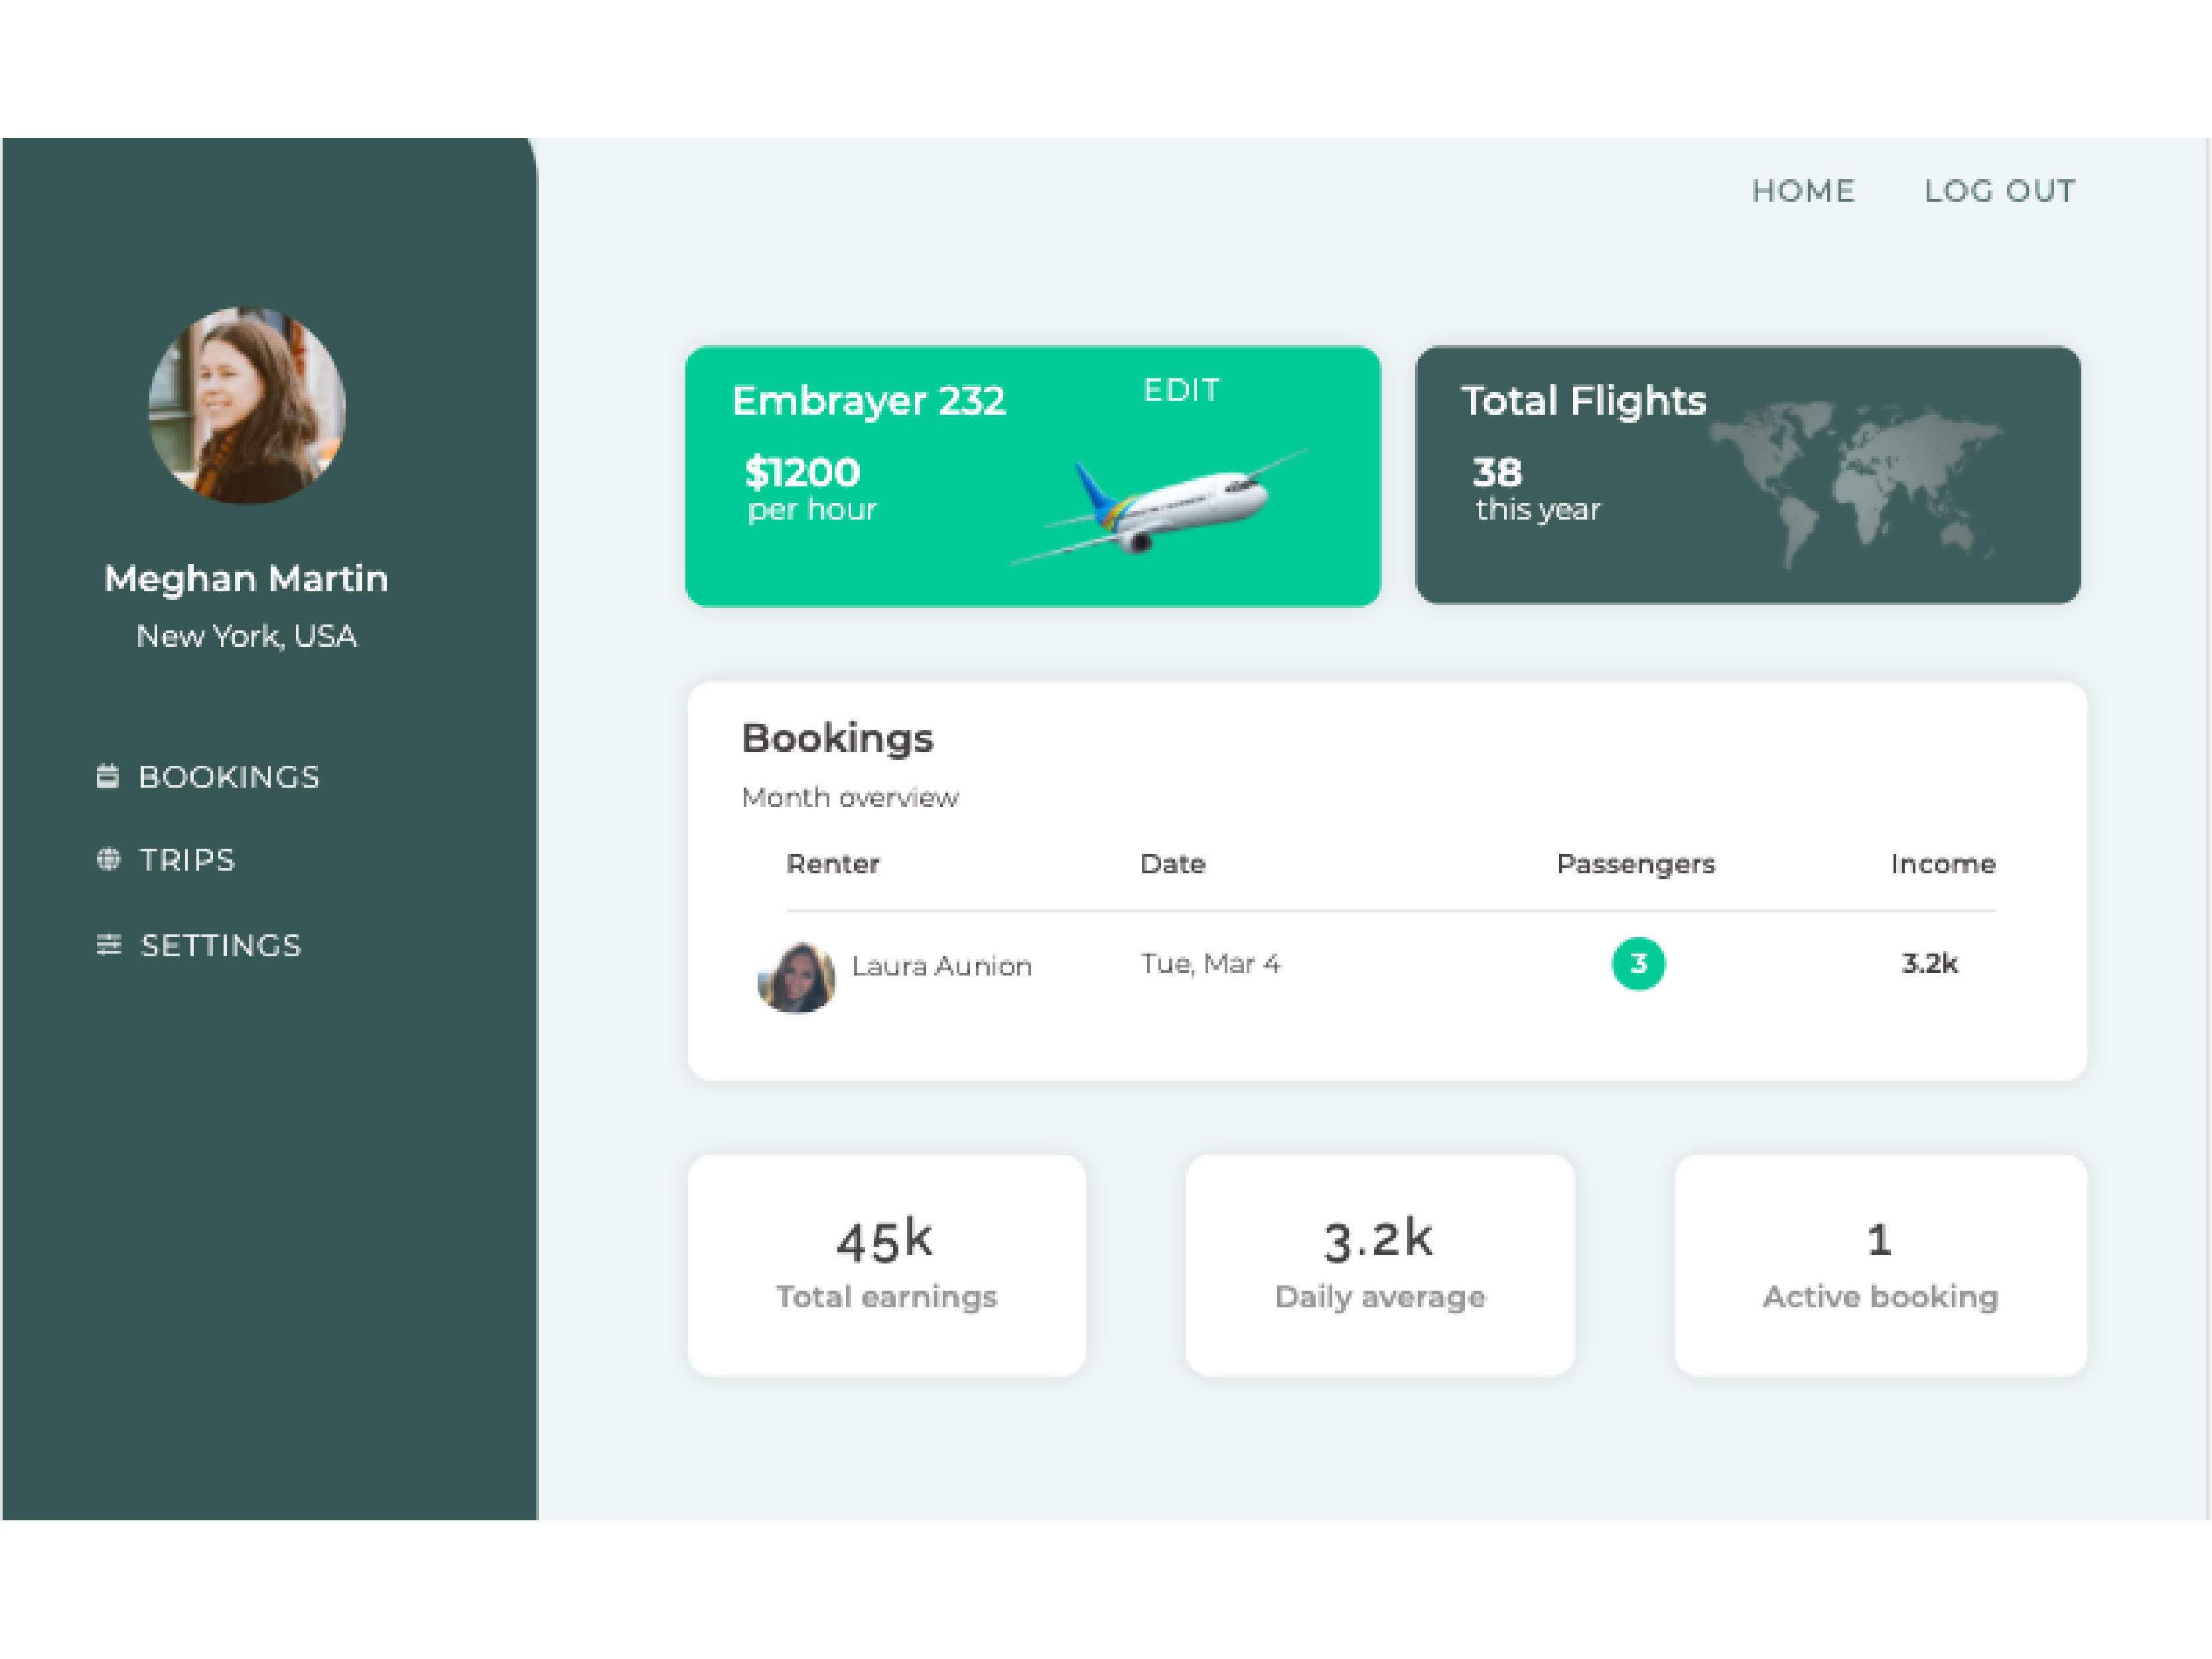 HOME LOG OUT
Meghan Martin
New York, USA
BOOKINGS
TRIPS
SETTINGS
Embrayer 232 EDIT
$1200
per hour
Total Flights
38
this year
Bookings
Month overview
Renter Date Passengers Income
Laura Aunion Tue, Mar 4 3 3.2k
45k
Total earnings
3.2k
Daily average
1
Active booking